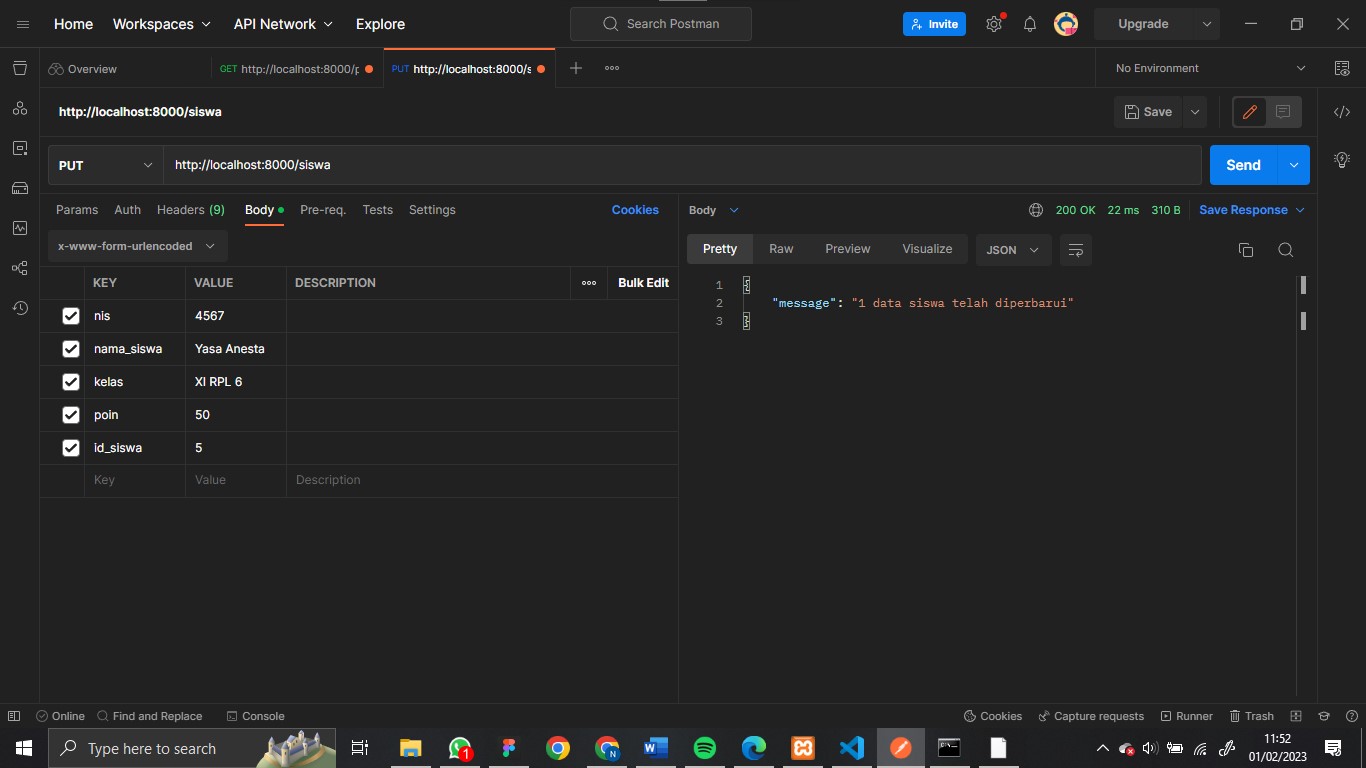 Home Workspaces API Network Explore Search Postman Invite Upgrade
Overview GET http://localhost:8000/p PUT http://localhost:8000/s No Environment
http://localhost:8000/siswa Save
PUT http://localhost:8000/siswa Send
Params Auth Headers (9) Body Pre-req. Tests Settings Cookies
Body 200 OK 22 ms 310 B Save Response
x-www-form-urlencoded
Pretty Raw Preview Visualize JSON
KEY VALUE DESCRIPTION Bulk Edit
nis 4567
nama_siswa Yasa Anesta
kelas XI RPL 6
poin 50
id_siswa 5
Key Value Description
1 {
2 "message": "1 data siswa telah diperbarui"
3 }
Online Find and Replace Console Cookies Capture requests Runner Trash
Type here to search
1
11:52
01/02/2023